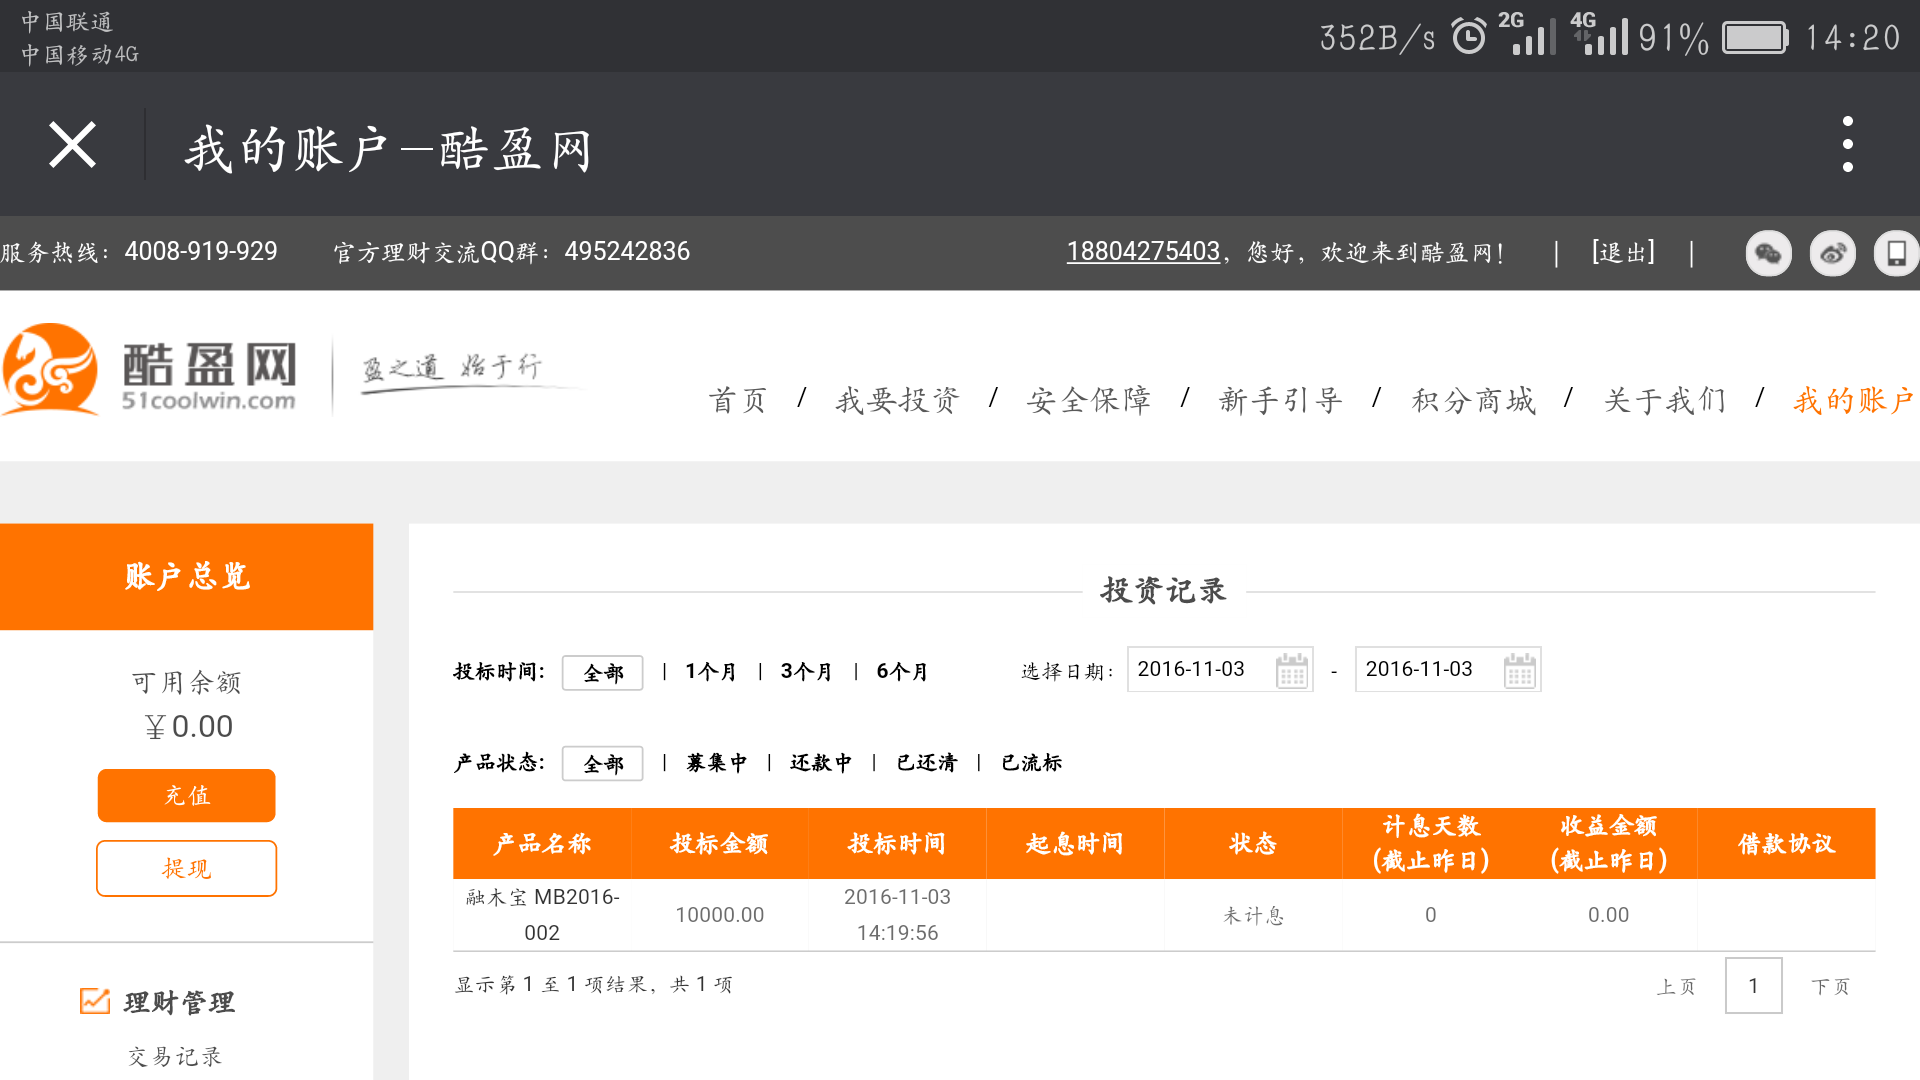 中国联通
中国移动4G
352B/s 2G 4G 91% 14:20
我的账户—酷盈网
服务热线：4008-919-929 官方理财交流QQ群：495242836 18804275403，您好，欢迎来到酷盈网！ | [退出] |
酷盈网
51coolwin.com
盈之道 始于行
首页 / 我要投资 / 安全保障 / 新手引导 / 积分商城 / 关于我们 / 我的账户
账户总览
可用余额
¥0.00
充值
提现
理财管理
交易记录
投资记录
投标时间： 全部 | 1个月 | 3个月 | 6个月 选择日期： 2016-11-03 - 2016-11-03
产品状态： 全部 | 募集中 | 还款中 | 已还清 | 已流标
产品名称 投标金额 投标时间 起息时间 状态 计息天数(截止昨日) 收益金额(截止昨日) 借款协议
融木宝 MB2016-002 10000.00 2016-11-03 14:19:56 未计息 0 0.00
显示第 1 至 1 项结果，共 1 项
上页 1 下页